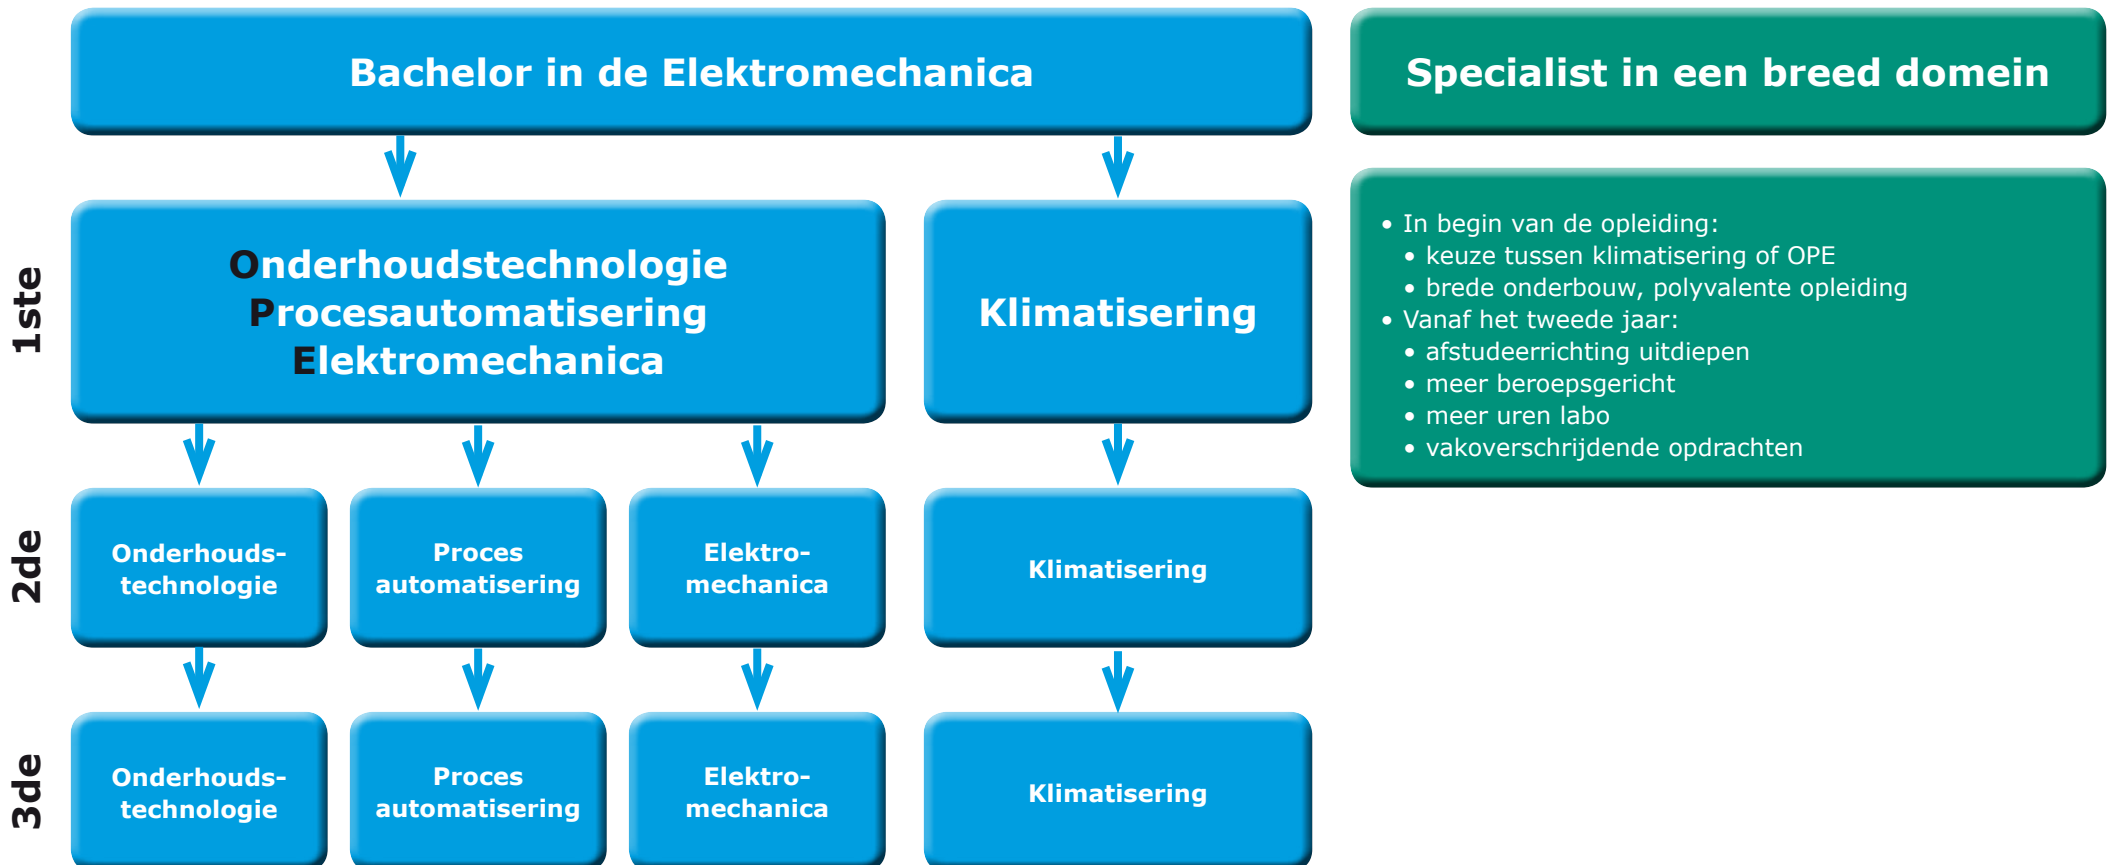 Bachelor in de Elektromechanica
Specialist in een breed domein
1ste
Onderhoudstechnologie
Procesautomatisering
Elektromechanica
Klimatisering
• In begin van de opleiding:
• keuze tussen klimatisering of OPE
• brede onderbouw, polyvalente opleiding
• Vanaf het tweede jaar:
• afstudeerrichting uitdiepen
• meer beroepsgericht
• meer uren labo
• vakoverschrijdende opdrachten
2de
Onderhouds-
technologie
Proces
automatisering
Elektro-
mechanica
Klimatisering
3de
Onderhouds-
technologie
Proces
automatisering
Elektro-
mechanica
Klimatisering